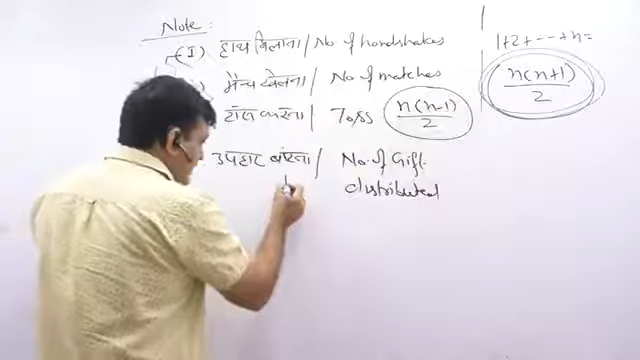 Note:
(I) हाथ मिलाना / No of handshakes
मैच खेलना / No of matches
टॉस करना / Toss n(n-1)/2
उपहार बांटना / No. of Gift
distributed
1+2+---+n=
n(n+1)/2